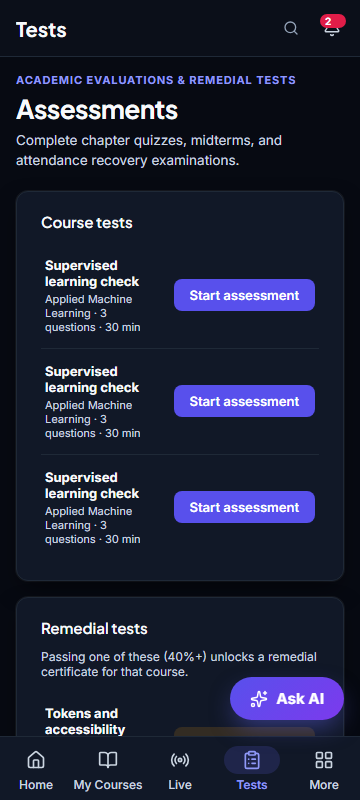 Tests
2
ACADEMIC EVALUATIONS & REMEDIAL TESTS
Assessments
Complete chapter quizzes, midterms, and
attendance recovery examinations.
Course tests
Supervised
learning check
Applied Machine
Learning · 3
questions · 30 min
Start assessment
Supervised
learning check
Applied Machine
Learning · 3
questions · 30 min
Start assessment
Supervised
learning check
Applied Machine
Learning · 3
questions · 30 min
Start assessment
Remedial tests
Passing one of these (40%+) unlocks a remedial
certificate for that course.
Tokens and
accessibility
Ask AI
Home
My Courses
Live
Tests
More